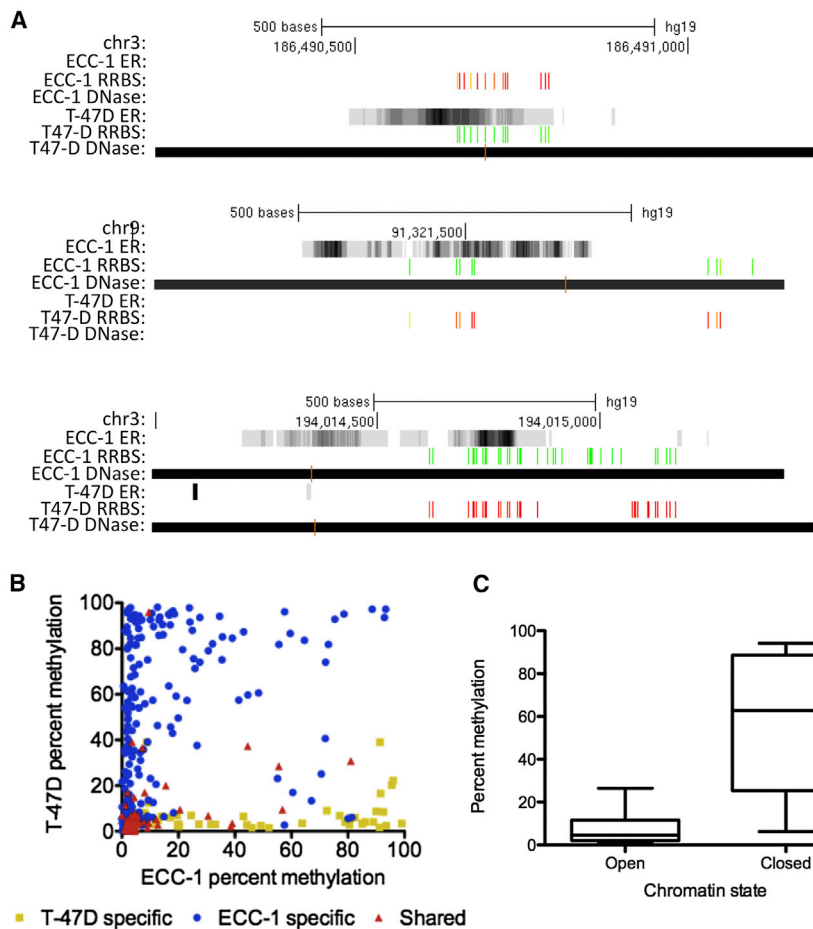 A
500 bases hg19
chr3: 186,490,500 186,491,000
ECC-1 ER:
ECC-1 RRBS:
ECC-1 DNase:
T-47D ER:
T47-D RRBS:
T47-D DNase:
500 bases hg19
chr9: 91,321,500
ECC-1 ER:
ECC-1 RRBS:
ECC-1 DNase:
T-47D ER:
T47-D RRBS:
T47-D DNase:
500 bases hg19
chr3: 194,014,500 194,015,000
ECC-1 ER:
ECC-1 RRBS:
ECC-1 DNase:
T-47D ER:
T47-D RRBS:
T47-D DNase:
B
T-47D percent methylation
100
80
60
40
20
0
0 20 40 60 80 100
ECC-1 percent methylation
T-47D specific ECC-1 specific Shared
C
Percent methylation
100
80
60
40
20
0
Open Closed
Chromatin state